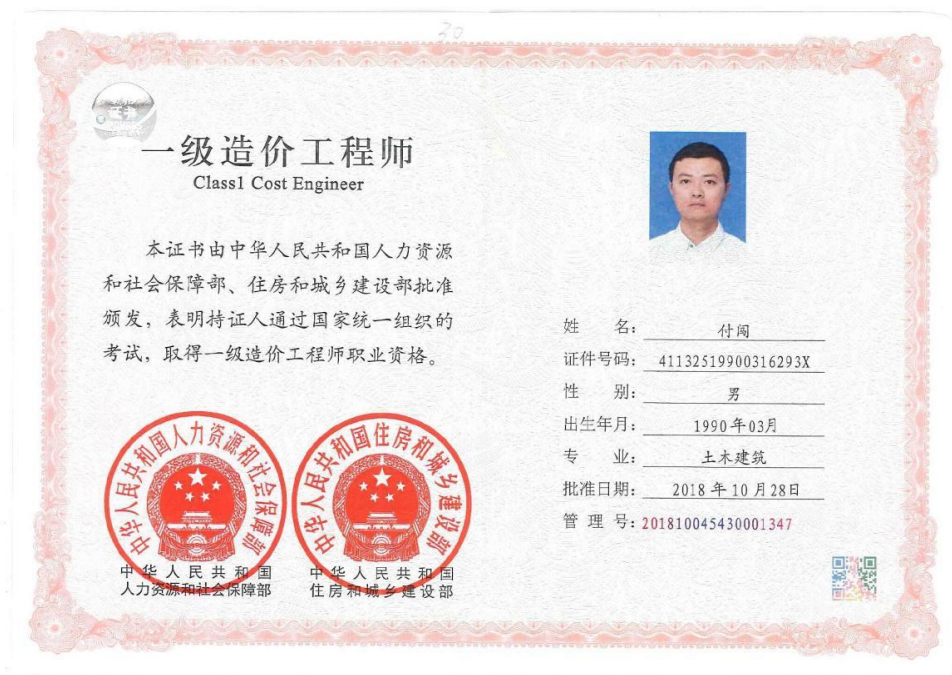 20
一级造价工程师
Class1 Cost Engineer
本证书由中华人民共和国人力资源
和社会保障部、住房和城乡建设部批准
颁发，表明持证人通过国家统一组织的
考试，取得一级造价工程师职业资格。
姓 名： 付闯
证件号码： 41132519900316293X
性 别： 男
出生年月： 1990年03月
专 业： 土木建筑
批准日期： 2018年10月28日
管 理 号： 201810045430001347
中华人民共和国人力资源和社会保障部
中华人民共和国住房和城乡建设部
中华人民共和国
人力资源和社会保障部
中华人民共和国
住房和城乡建设部